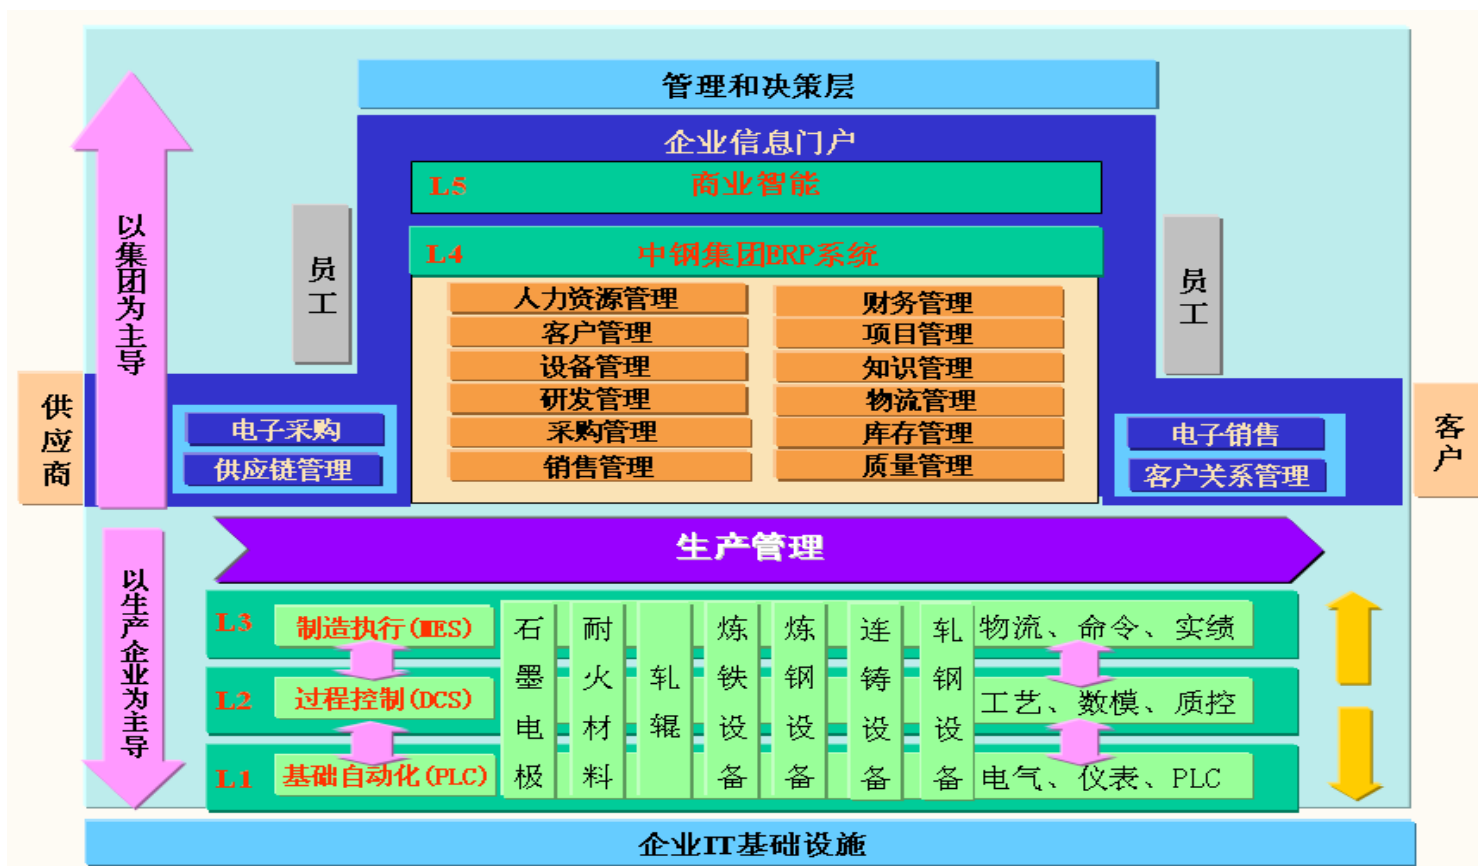 管理和决策层
企业信息门户
L5 商业智能
L4 中钢集团ERP系统
以集团为主导
员工
员工
人力资源管理 财务管理
客户管理 项目管理
设备管理 知识管理
研发管理 物流管理
采购管理 库存管理
销售管理 质量管理
供应商
电子采购
供应链管理
电子销售
客户关系管理
客户
生产管理
以生产企业为主导
L3 制造执行(MES)
L2 过程控制(DCS)
L1 基础自动化(PLC)
石墨电极
耐火材料
轧辊
炼铁设备
炼钢设备
连铸设备
轧钢设备
物流、命令、实绩
工艺、数模、质控
电气、仪表、PLC
企业IT基础设施